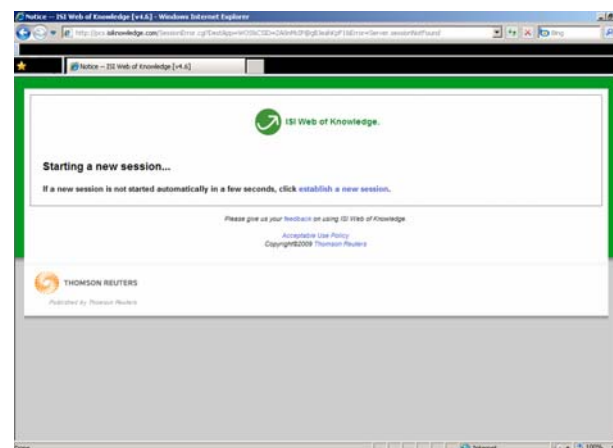 Notice -- ISI Web of Knowledge [v4.6] - Windows Internet Explorer
Bing
Notice -- ISI Web of Knowledge [v4.6]
ISI Web of Knowledge.
Starting a new session...
If a new session is not started automatically in a few seconds, click establish a new session.
Please give us your feedback on using ISI Web of Knowledge
Acceptable Use Policy
Copyright©2009 Thomson Reuters
THOMSON REUTERS
Published by Thomson Reuters
Internet
100%